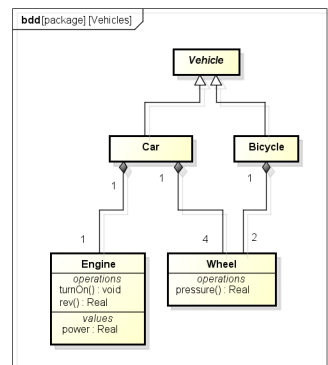 bdd [package] [Vehicles]
Vehicle
Car
Bicycle
1
1
1
1
4
2
Engine
operations
turnOn() : void
rev() : Real
values
power : Real
Wheel
operations
pressure() : Real